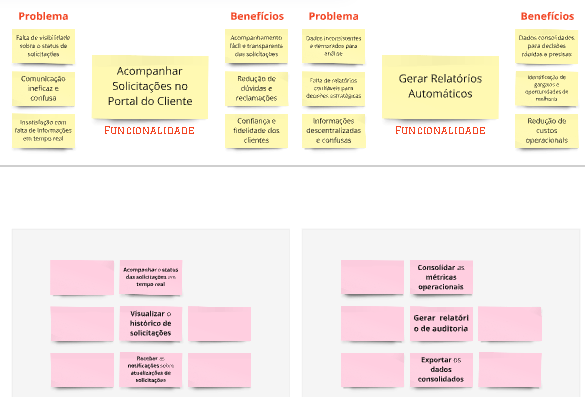 Problema
Falta de visibilidade
sobre o status de
solicitações
Comunicação
ineficaz e
confusa
Insatisfação com
falta de informações
em tempo real
Acompanhar
Solicitações no
Portal do Cliente
FUNCIONALIDADE
Benefícios
Acompanhamento
fácil e transparente
das solicitações
Redução de
dúvidas e
reclamações
Confiança e
fidelidade dos
clientes
Problema
Dados inconsistentes
e demorados para
análise
Falta de relatórios
confiáveis para
decisões estratégicas
Informações
descentralizadas
e confusas
Gerar Relatórios
Automáticos
FUNCIONALIDADE
Benefícios
Dados consolidados
para decisões
rápidas e precisas
Identificação de
gargalos e
oportunidades de
melhoria
Redução de
custos
operacionais
Acompanhar o status
das solicitações em
tempo real
Visualizar o
histórico de
solicitações
Receber as
notificações sobre
atualizações de
solicitações
Consolidar as
métricas
operacionais
Gerar relatóri
o de auditoria
Exportar os
dados
consolidados